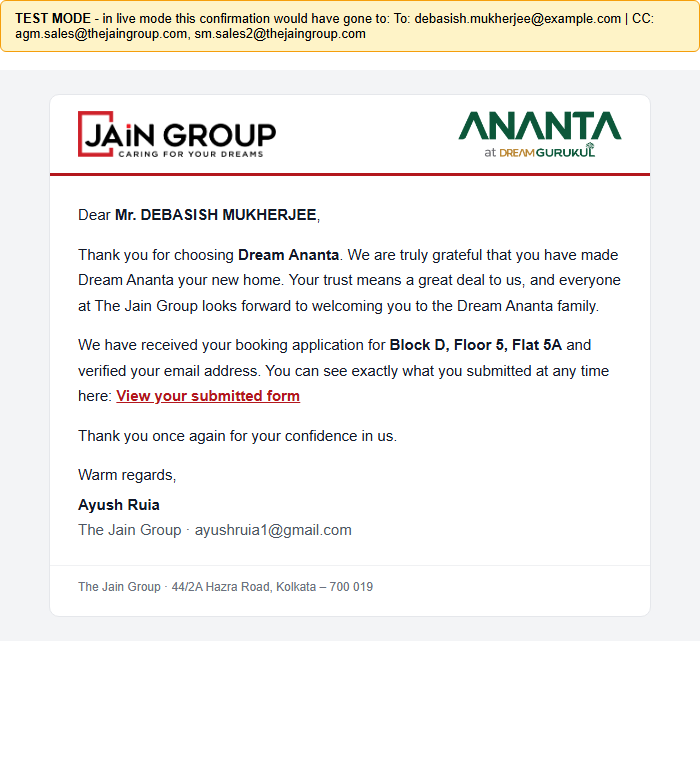 TEST MODE - in live mode this confirmation would have gone to: To: debasish.mukherjee@example.com | CC:
agm.sales@thejaingroup.com, sm.sales2@thejaingroup.com
JAiN GROUP
CARING FOR YOUR DREAMS
ANANTA
at DREAM GURUKUL
Dear Mr. DEBASISH MUKHERJEE,
Thank you for choosing Dream Ananta. We are truly grateful that you have made
Dream Ananta your new home. Your trust means a great deal to us, and everyone
at The Jain Group looks forward to welcoming you to the Dream Ananta family.
We have received your booking application for Block D, Floor 5, Flat 5A and
verified your email address. You can see exactly what you submitted at any time
here: View your submitted form
Thank you once again for your confidence in us.
Warm regards,
Ayush Ruia
The Jain Group · ayushruia1@gmail.com
The Jain Group · 44/2A Hazra Road, Kolkata – 700 019